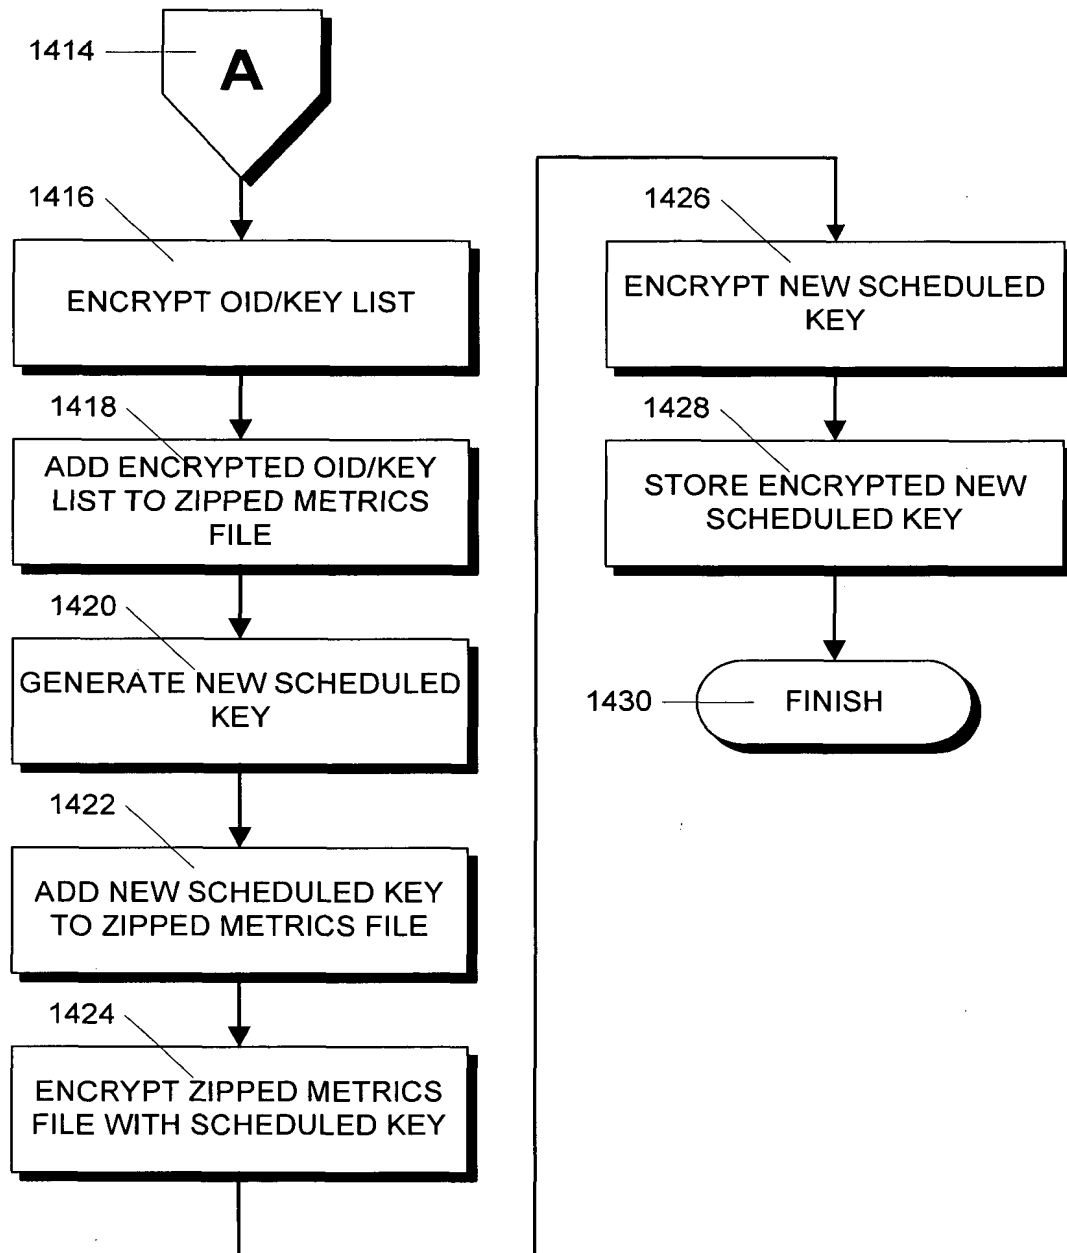 1414
A
1416
ENCRYPT OID/KEY LIST
1418
ADD ENCRYPTED OID/KEY
LIST TO ZIPPED METRICS
FILE
1420
GENERATE NEW SCHEDULED
KEY
1422
ADD NEW SCHEDULED KEY
TO ZIPPED METRICS FILE
1424
ENCRYPT ZIPPED METRICS
FILE WITH SCHEDULED KEY
1426
ENCRYPT NEW SCHEDULED
KEY
1428
STORE ENCRYPTED NEW
SCHEDULED KEY
1430
FINISH